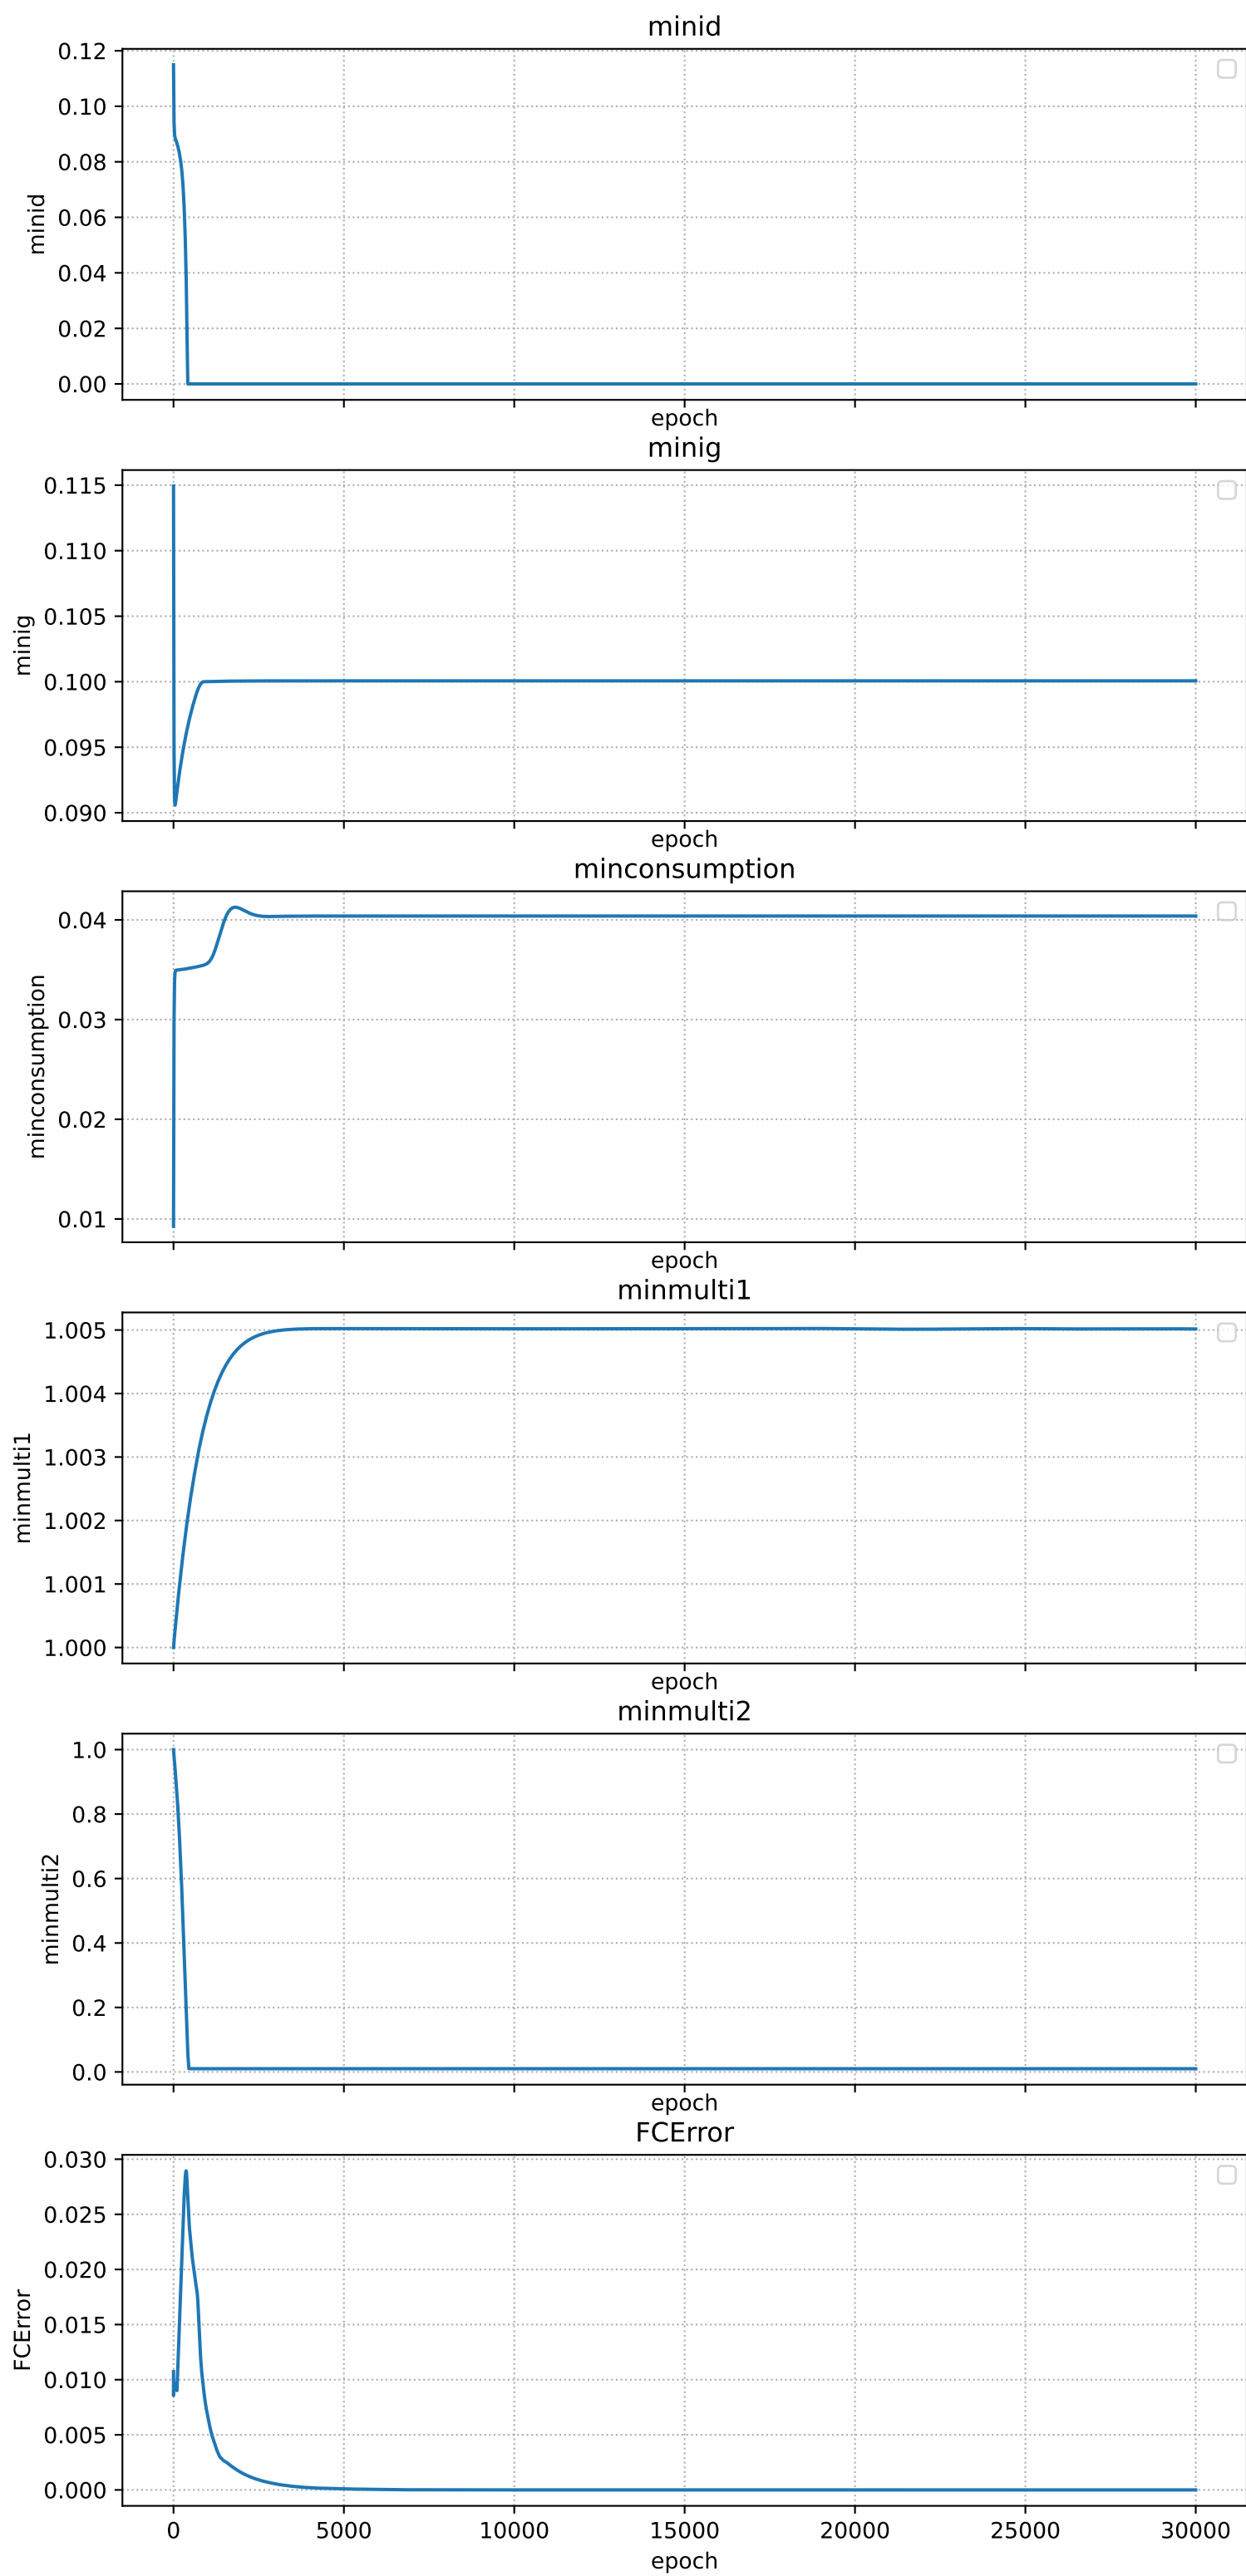 minid
0.12
0.10
0.08
0.06
0.04
0.02
0.00
minid
epoch
minig
0.115
0.110
0.105
0.100
0.095
0.090
minig
epoch
minconsumption
0.04
0.03
0.02
0.01
minconsumption
epoch
minmulti1
1.005
1.004
1.003
1.002
1.001
1.000
minmulti1
epoch
minmulti2
1.0
0.8
0.6
0.4
0.2
0.0
minmulti2
epoch
FCError
0.030
0.025
0.020
0.015
0.010
0.005
0.000
FCError
0 5000 10000 15000 20000 25000 30000
epoch